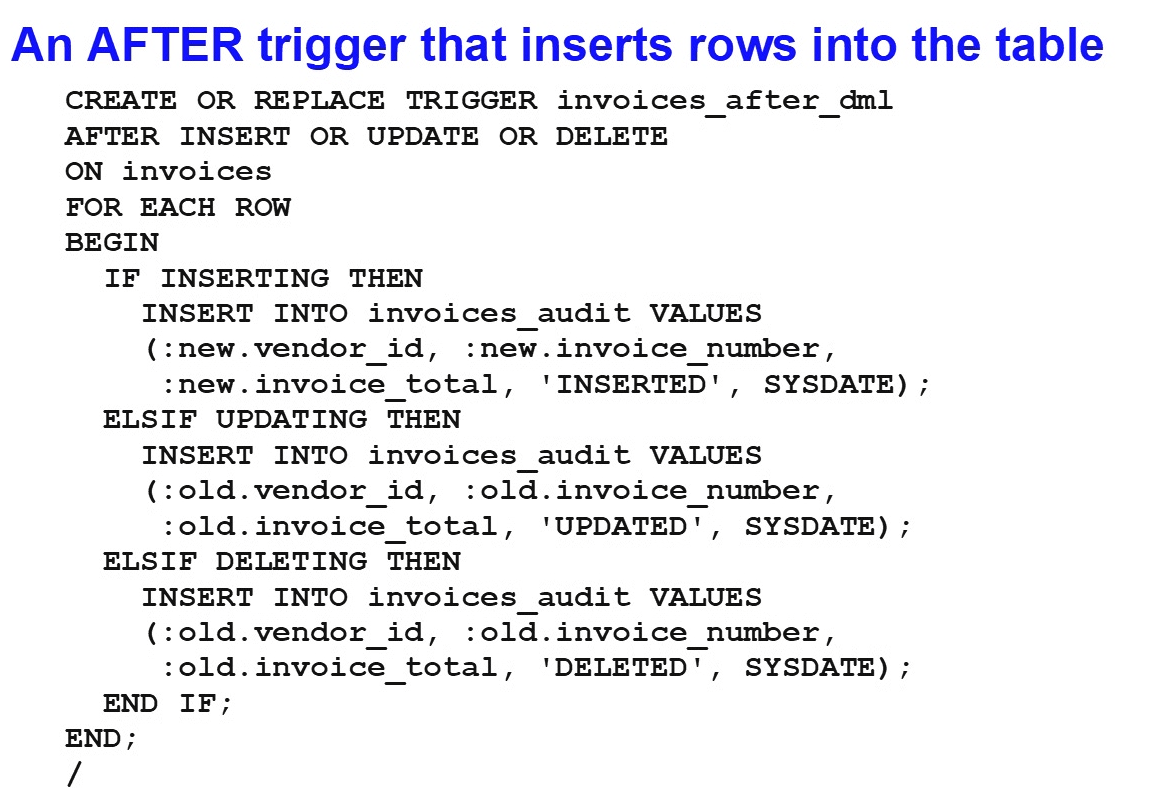 An AFTER trigger that inserts rows into the table
CREATE OR REPLACE TRIGGER invoices_after_dml
AFTER INSERT OR UPDATE OR DELETE
ON invoices
FOR EACH ROW
BEGIN
  IF INSERTING THEN
    INSERT INTO invoices_audit VALUES
    (:new.vendor_id, :new.invoice_number,
     :new.invoice_total, 'INSERTED', SYSDATE);
  ELSIF UPDATING THEN
    INSERT INTO invoices_audit VALUES
    (:old.vendor_id, :old.invoice_number,
     :old.invoice_total, 'UPDATED', SYSDATE);
  ELSIF DELETING THEN
    INSERT INTO invoices_audit VALUES
    (:old.vendor_id, :old.invoice_number,
     :old.invoice_total, 'DELETED', SYSDATE);
  END IF;
END;
/